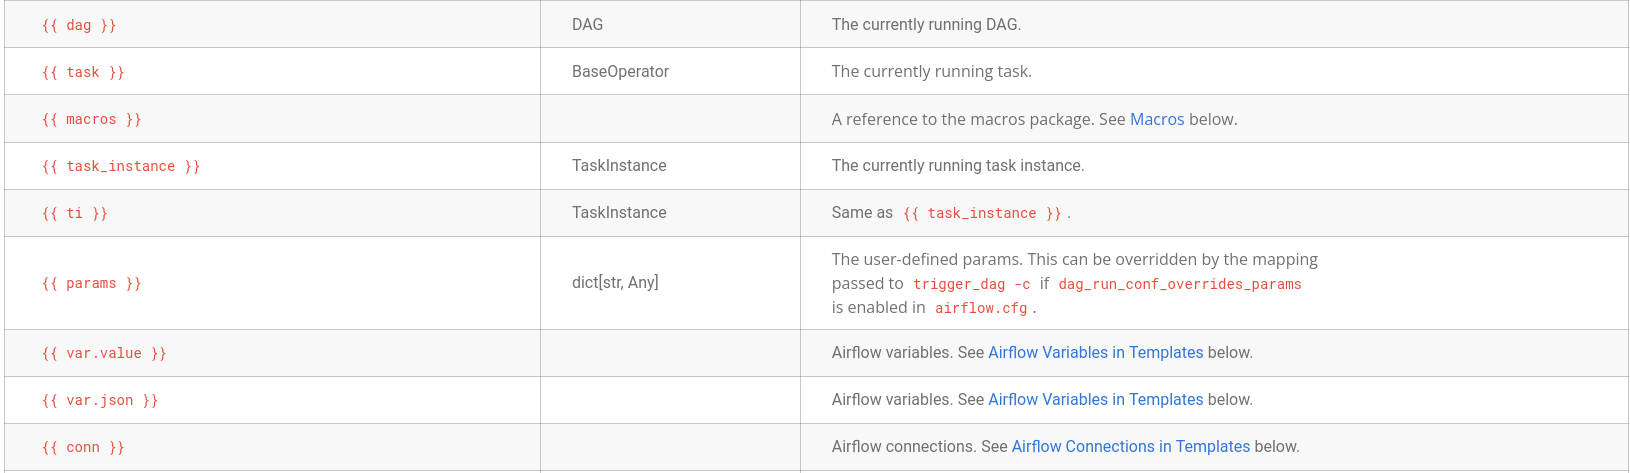 {{ dag }} DAG The currently running DAG.
{{ task }} BaseOperator The currently running task.
{{ macros }} A reference to the macros package. See Macros below.
{{ task_instance }} TaskInstance The currently running task instance.
{{ ti }} TaskInstance Same as {{ task_instance }} .
{{ params }} dict[str, Any] The user-defined params. This can be overridden by the mapping
passed to trigger_dag -c if dag_run_conf_overrides_params
is enabled in airflow.cfg .
{{ var.value }} Airflow variables. See Airflow Variables in Templates below.
{{ var.json }} Airflow variables. See Airflow Variables in Templates below.
{{ conn }} Airflow connections. See Airflow Connections in Templates below.